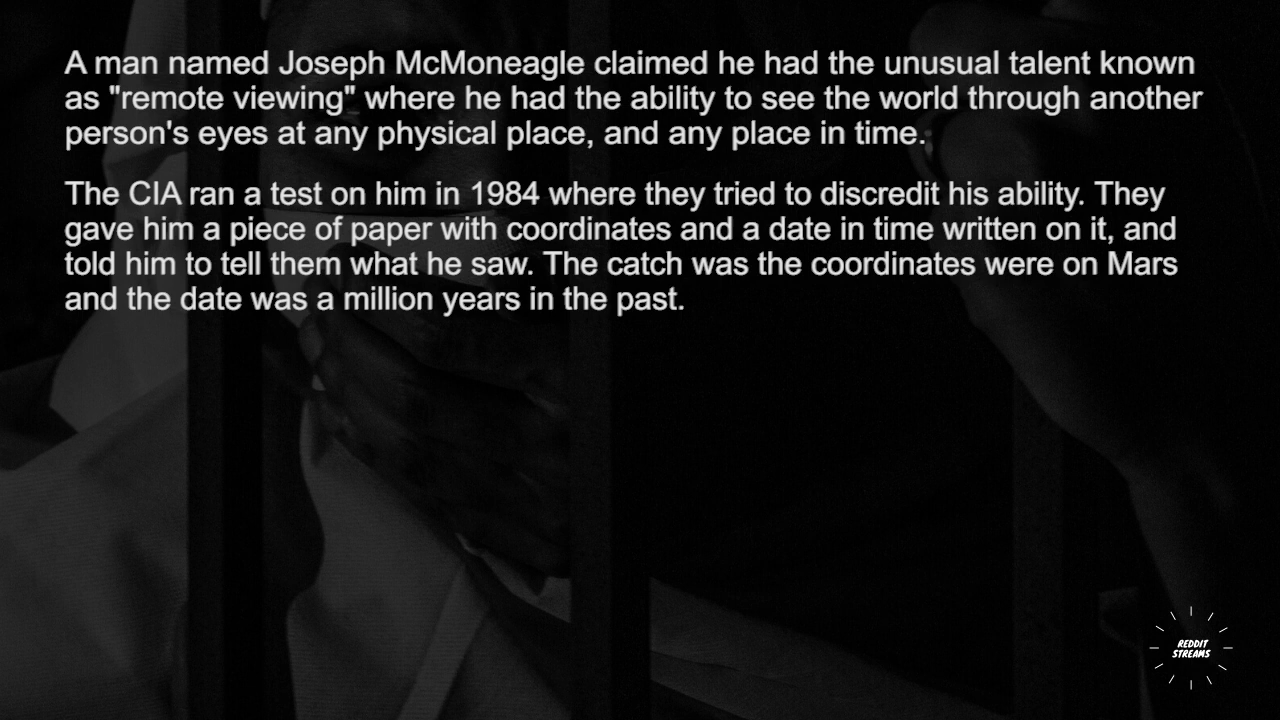 A man named Joseph McMoneagle claimed he had the unusual talent known
as "remote viewing" where he had the ability to see the world through another
person's eyes at any physical place, and any place in time.
The CIA ran a test on him in 1984 where they tried to discredit his ability. They
gave him a piece of paper with coordinates and a date in time written on it, and
told him to tell them what he saw. The catch was the coordinates were on Mars
and the date was a million years in the past.
REDDIT
STREAMS